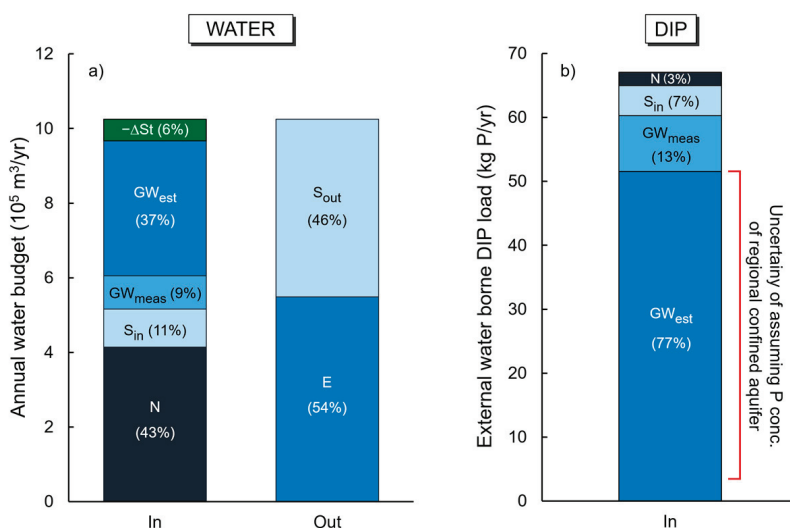 WATER
a)
Annual water budget (10⁵ m³/yr)
12
10
8
6
4
2
0
−ΔSt (6%)
GWest
(37%)
GWmeas (9%)
Sin (11%)
N
(43%)
In
Sout
(46%)
E
(54%)
Out
DIP
b)
External water borne DIP load (kg P/yr)
70
60
50
40
30
20
10
0
N (3%)
Sin (7%)
GWmeas
(13%)
GWest
(77%)
In
Uncertainy of assuming P conc.
of regional confined aquifer